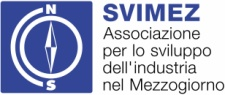 N
S
SVIMEZ
Associazione
per lo sviluppo
dell'industria
nel Mezzogiorno